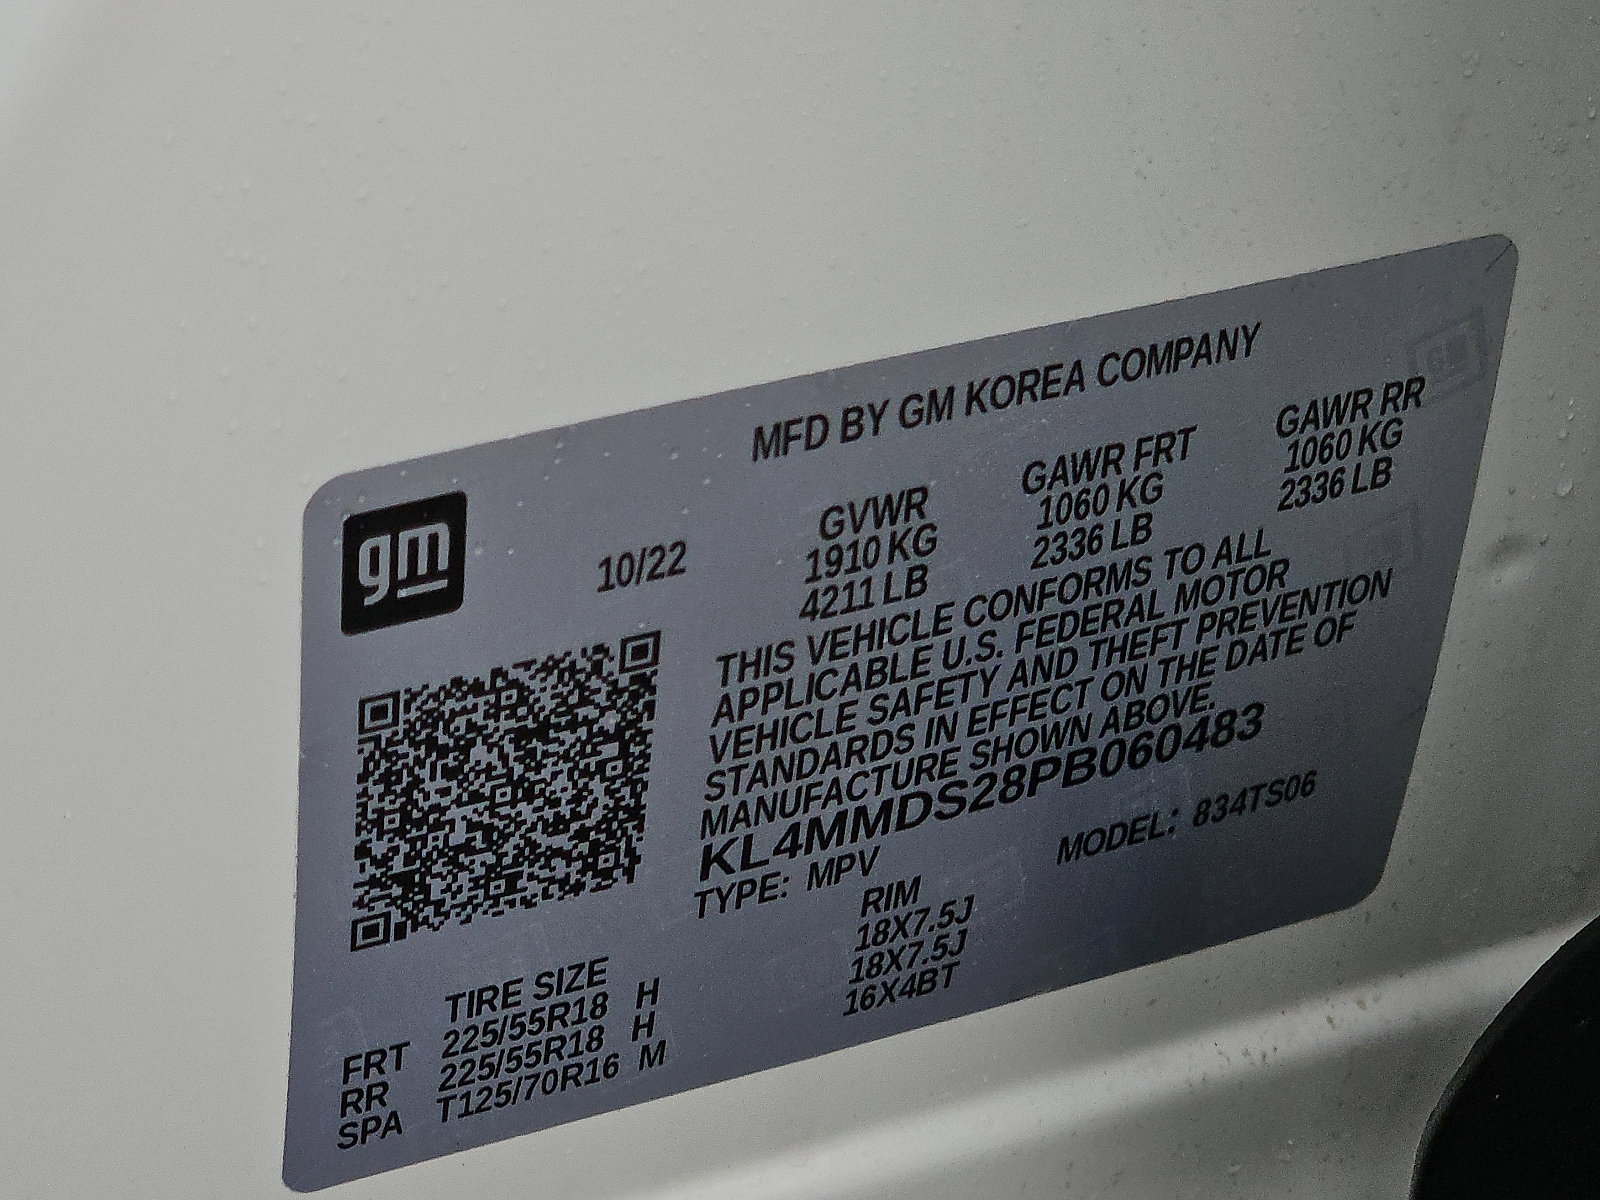 MFD BY GM KOREA COMPANY
gm
10/22
GVWR GAWR FRT GAWR RR
1910 KG 1060 KG 1060 KG
4211 LB 2336 LB 2336 LB
THIS VEHICLE CONFORMS TO ALL
APPLICABLE U.S. FEDERAL MOTOR
VEHICLE SAFETY AND THEFT PREVENTION
STANDARDS IN EFFECT ON THE DATE OF
MANUFACTURE SHOWN ABOVE.
KL4MMDS28PB060483
TYPE: MPV MODEL: 834TS06
TIRE SIZE RIM
FRT 225/55R18 H 18X7.5J
RR 225/55R18 H 18X7.5J
SPA T125/70R16 M 16X4BT